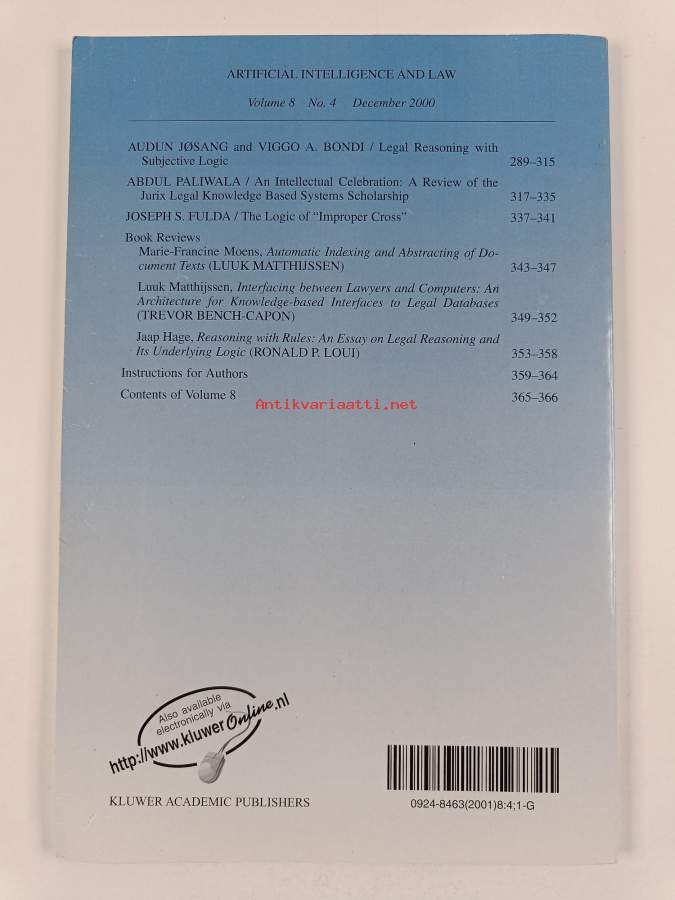 ARTIFICIAL INTELLIGENCE AND LAW
Volume 8 No. 4 December 2000
AUDUN JØSANG and VIGGO A. BONDI / Legal Reasoning with
Subjective Logic 289–315
ABDUL PALIWALA / An Intellectual Celebration: A Review of the
Jurix Legal Knowledge Based Systems Scholarship 317–335
JOSEPH S. FULDA / The Logic of “Improper Cross” 337–341
Book Reviews
Marie-Francine Moens, Automatic Indexing and Abstracting of Do-
cument Texts (LUUK MATTHIJSSEN) 343–347
Luuk Matthijssen, Interfacing between Lawyers and Computers: An
Architecture for Knowledge-based Interfaces to Legal Databases
(TREVOR BENCH-CAPON) 349–352
Jaap Hage, Reasoning with Rules: An Essay on Legal Reasoning and
Its Underlying Logic (RONALD P. LOUI) 353–358
Instructions for Authors 359–364
Contents of Volume 8 365–366
Antikvariaatti.net
Also available
electronically via
http://www.kluwerOnline.nl
KLUWER ACADEMIC PUBLISHERS
0924-8463(2001)8:4;1-G